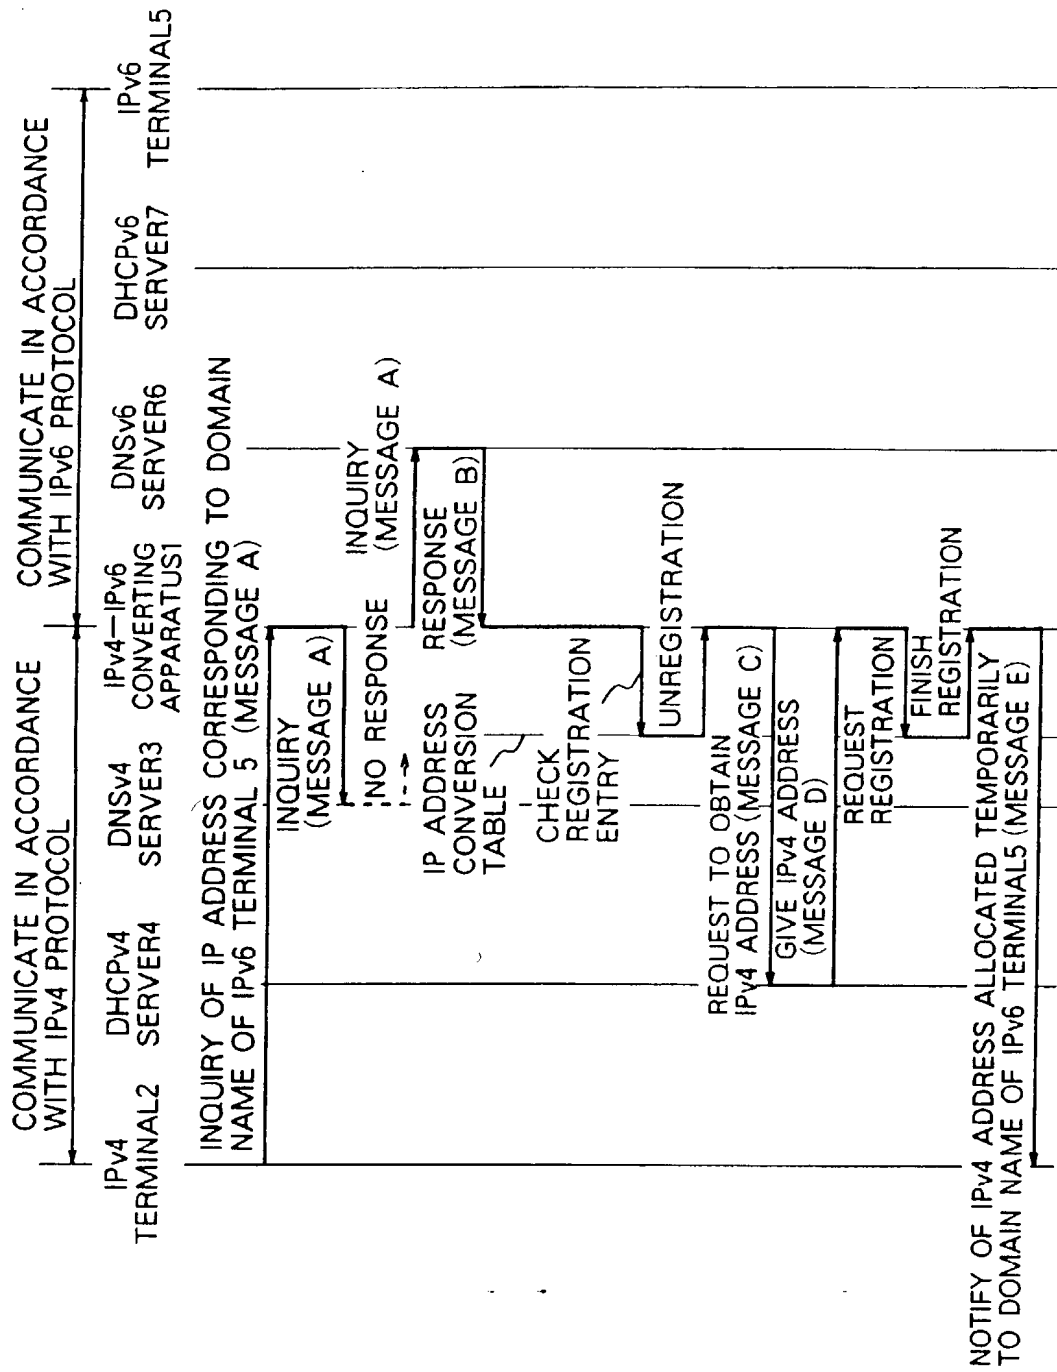 COMMUNICATE IN ACCORDANCE
WITH IPv4 PROTOCOL
COMMUNICATE IN ACCORDANCE
WITH IPv6 PROTOCOL
IPv4
TERMINAL2
DHCPv4
SERVER4
DNSv4
SERVER3
IPv4—IPv6
CONVERTING
APPARATUS1
DNSv6
SERVER6
DHCPv6
SERVER7
IPv6
TERMINAL5
INQUIRY OF IP ADDRESS CORRESPONDING TO DOMAIN
NAME OF IPv6 TERMINAL 5 (MESSAGE A)
INQUIRY
(MESSAGE A)
NO RESPONSE
INQUIRY
(MESSAGE A)
RESPONSE
(MESSAGE B)
IP ADDRESS
CONVERSION
TABLE
CHECK
REGISTRATION
ENTRY
UNREGISTRATION
REQUEST TO OBTAIN
IPv4 ADDRESS (MESSAGE C)
GIVE IPv4 ADDRESS
(MESSAGE D)
REQUEST
REGISTRATION
FINISH
REGISTRATION
NOTIFY OF IPv4 ADDRESS ALLOCATED TEMPORARILY
TO DOMAIN NAME OF IPv6 TERMINAL5 (MESSAGE E)